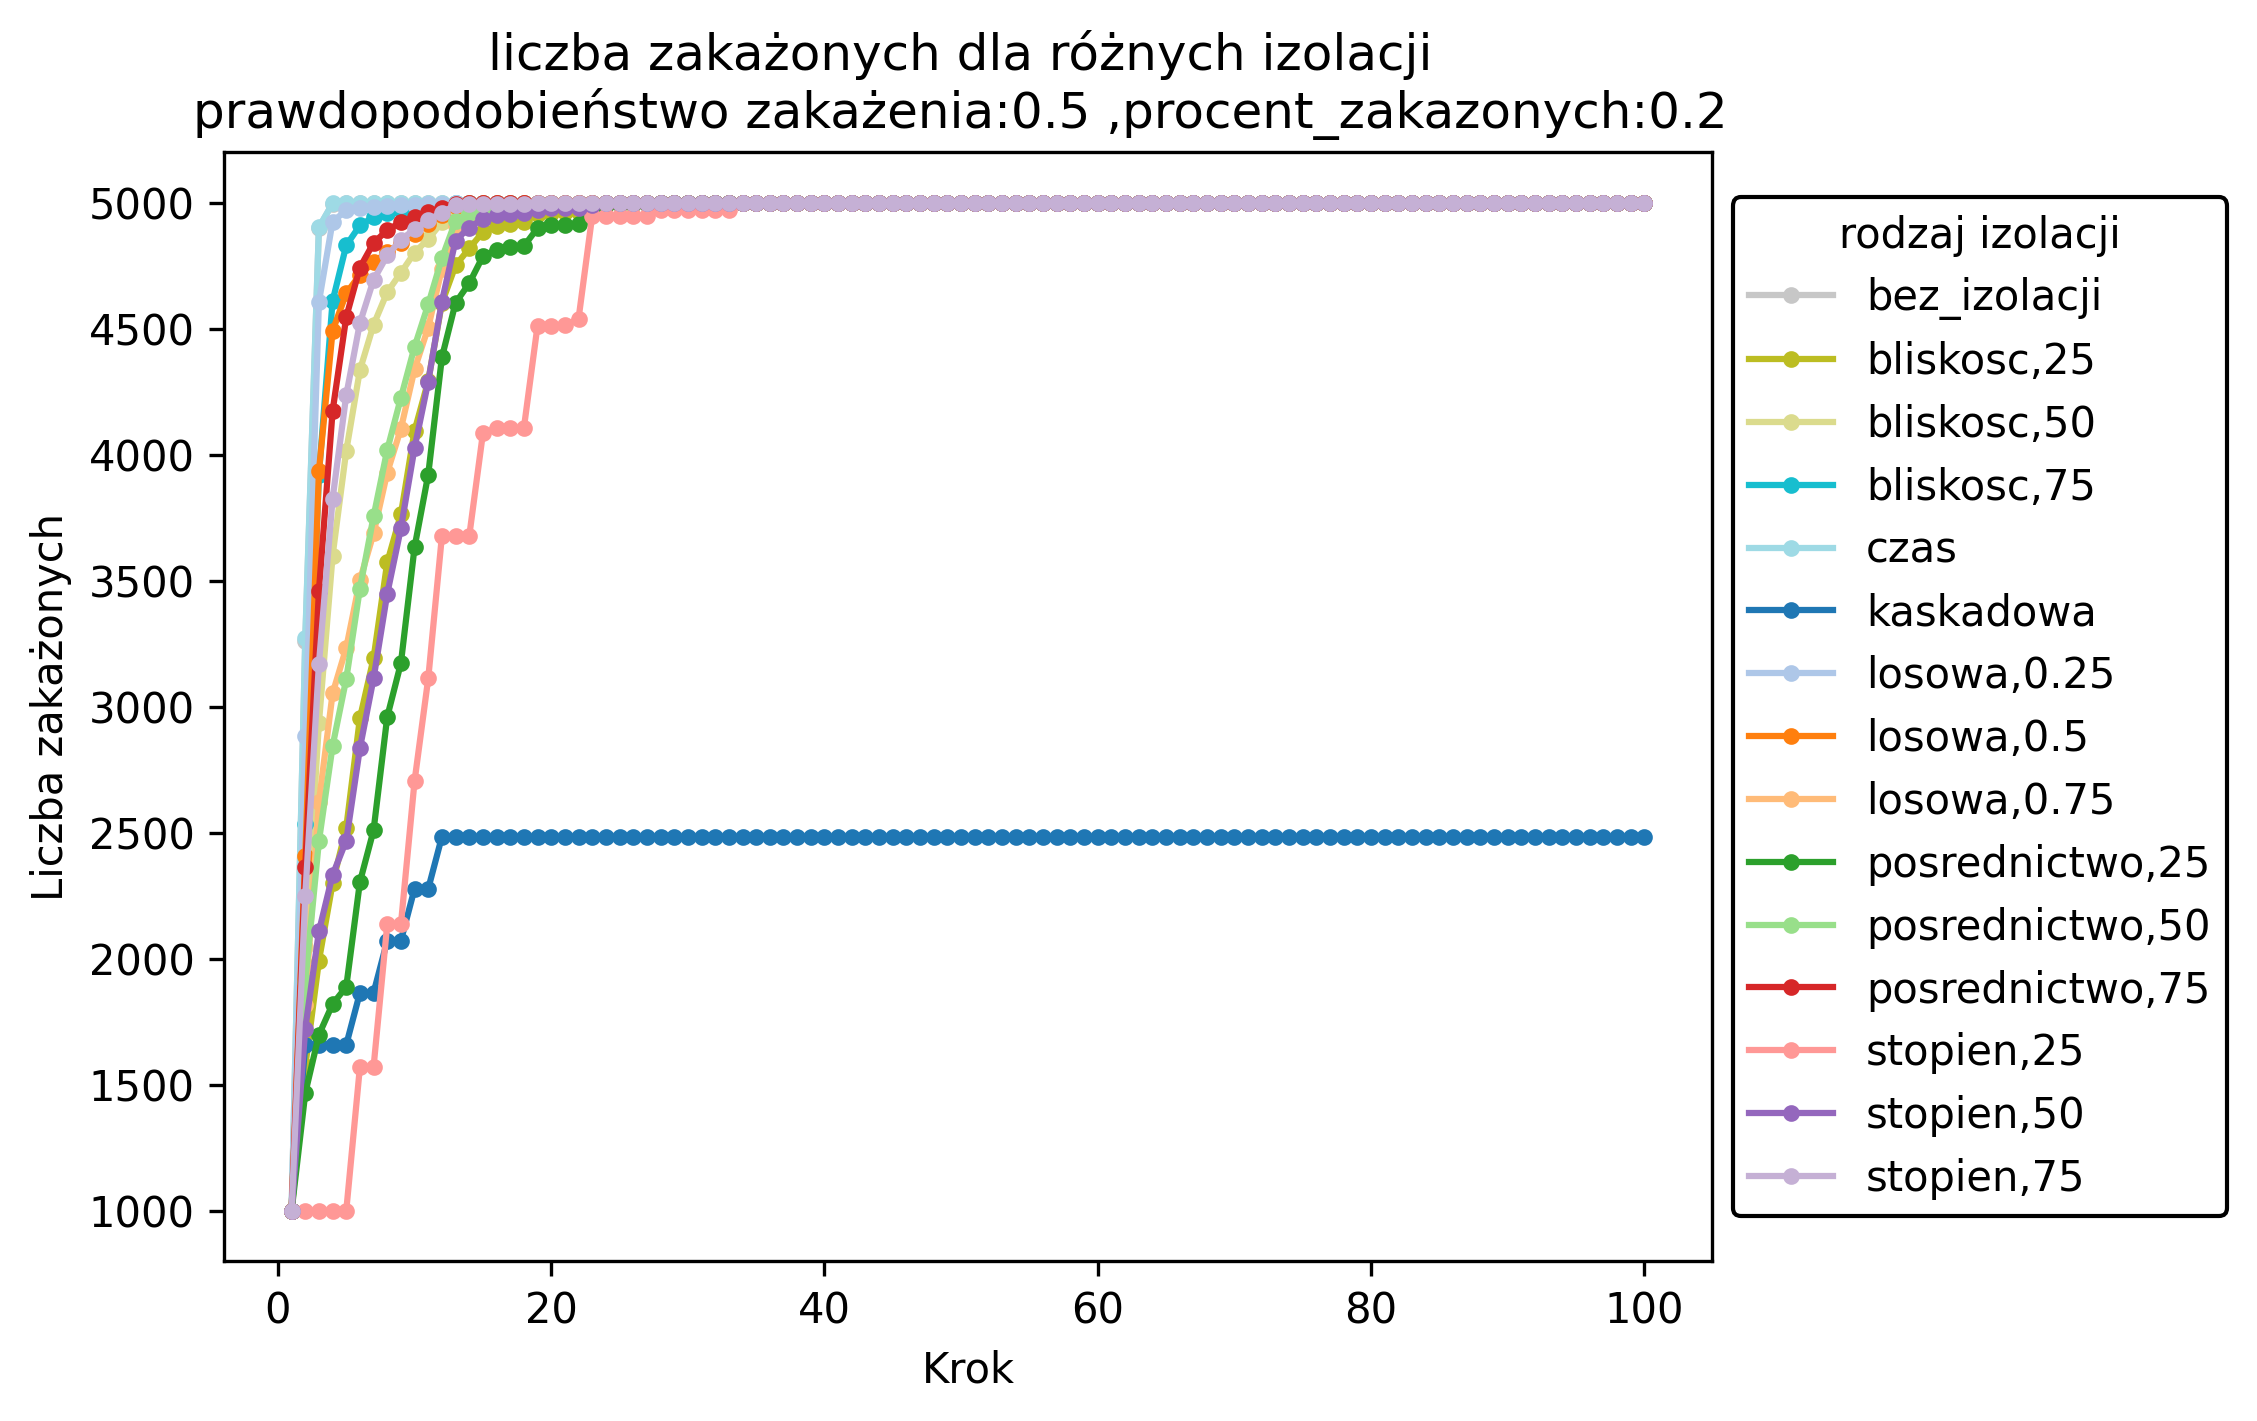 liczba zakażonych dla różnych izolacji
prawdopodobieństwo zakażenia:0.5 ,procent_zakazonych:0.2
Liczba zakażonych
5000
4500
4000
3500
3000
2500
2000
1500
1000
0
20
40
60
80
100
Krok
rodzaj izolacji
bez_izolacji
bliskosc,25
bliskosc,50
bliskosc,75
czas
kaskadowa
losowa,0.25
losowa,0.5
losowa,0.75
posrednictwo,25
posrednictwo,50
posrednictwo,75
stopien,25
stopien,50
stopien,75